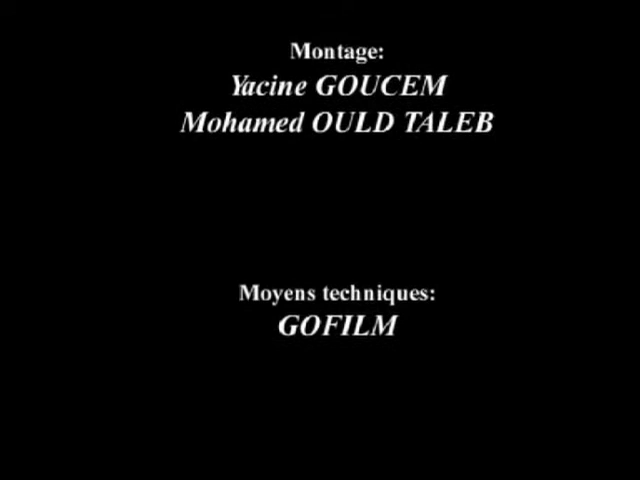 Montage:
Yacine GOUCEM
Mohamed OULD TALEB
Moyens techniques:
GOFILM